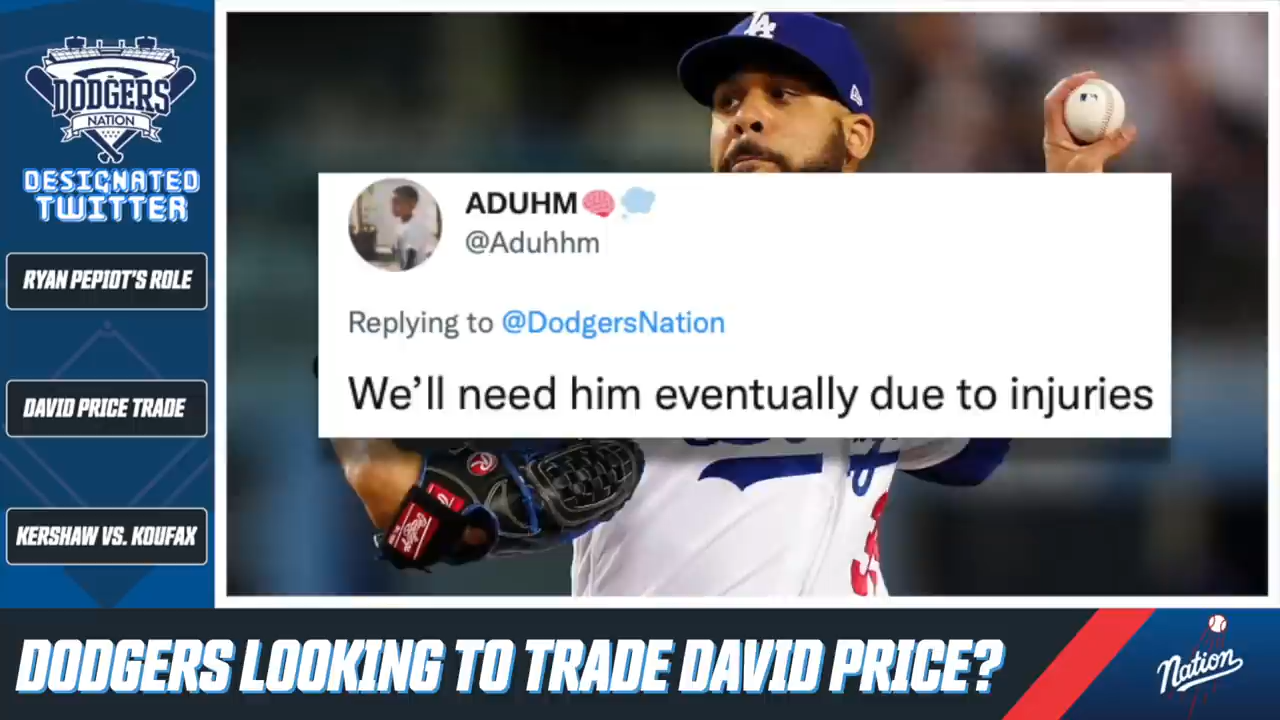 DODGERS
NATION
DESIGNATED
TWITTER
RYAN PEPIOT'S ROLE
DAVID PRICE TRADE
KERSHAW VS. KOUFAX
LA
ADUHM🧠💭
@Aduhhm
Replying to @DodgersNation
We’ll need him eventually due to injuries
DODGERS LOOKING TO TRADE DAVID PRICE?
Nation